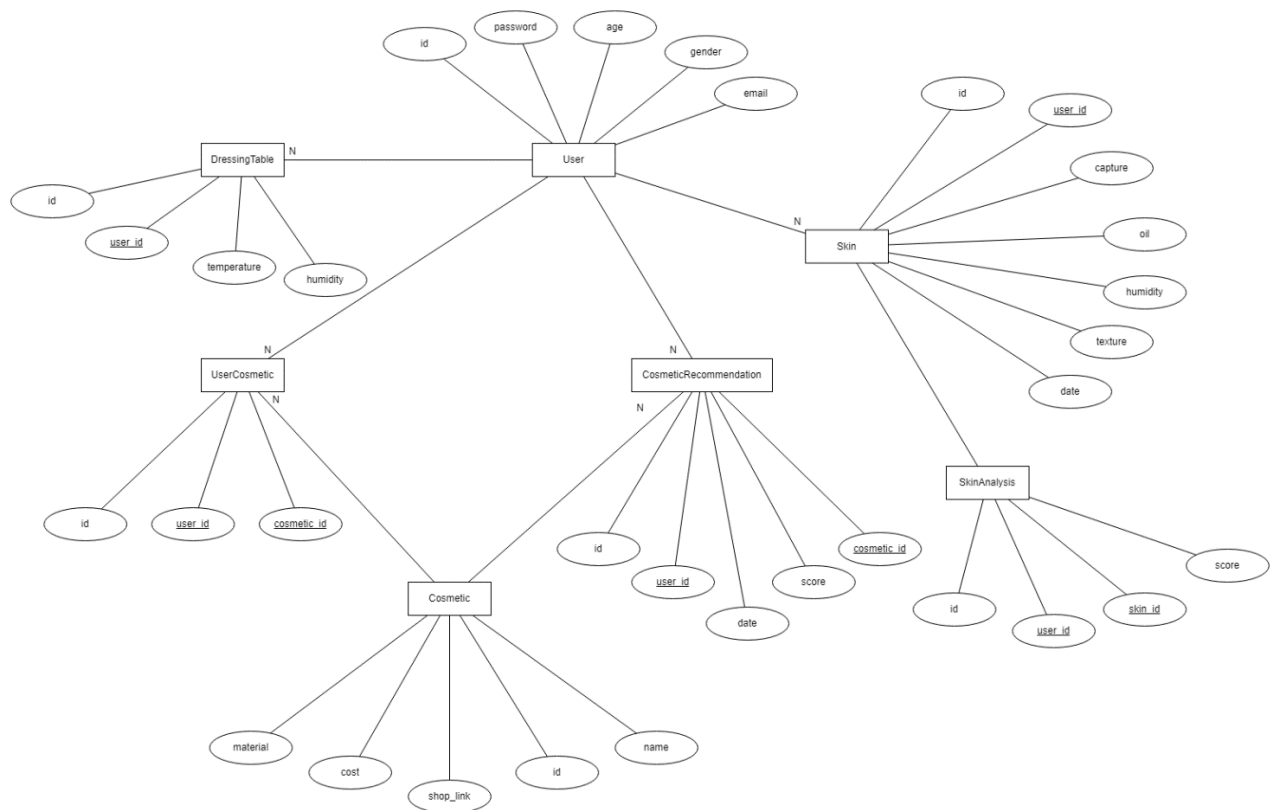 password
age
id
gender
email
id
user_id
N
DressingTable
User
capture
id
N
oil
user_id
Skin
temperature
humidity
humidity
texture
N
N
UserCosmetic
CosmeticRecommendation
date
N
N
SkinAnalysis
id
user_id
cosmetic_id
id
cosmetic_id
score
user_id
score
Cosmetic
id
skin_id
date
user_id
material
name
cost
id
shop_link